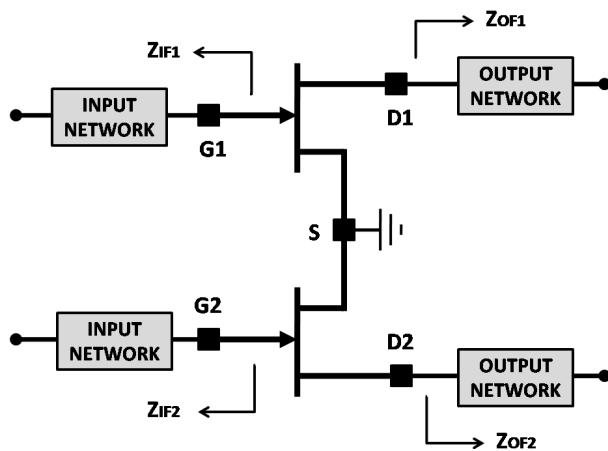 ZIF1
ZOF1
INPUT
NETWORK
G1
D1
OUTPUT
NETWORK
S
INPUT
NETWORK
G2
D2
OUTPUT
NETWORK
ZIF2
ZOF2